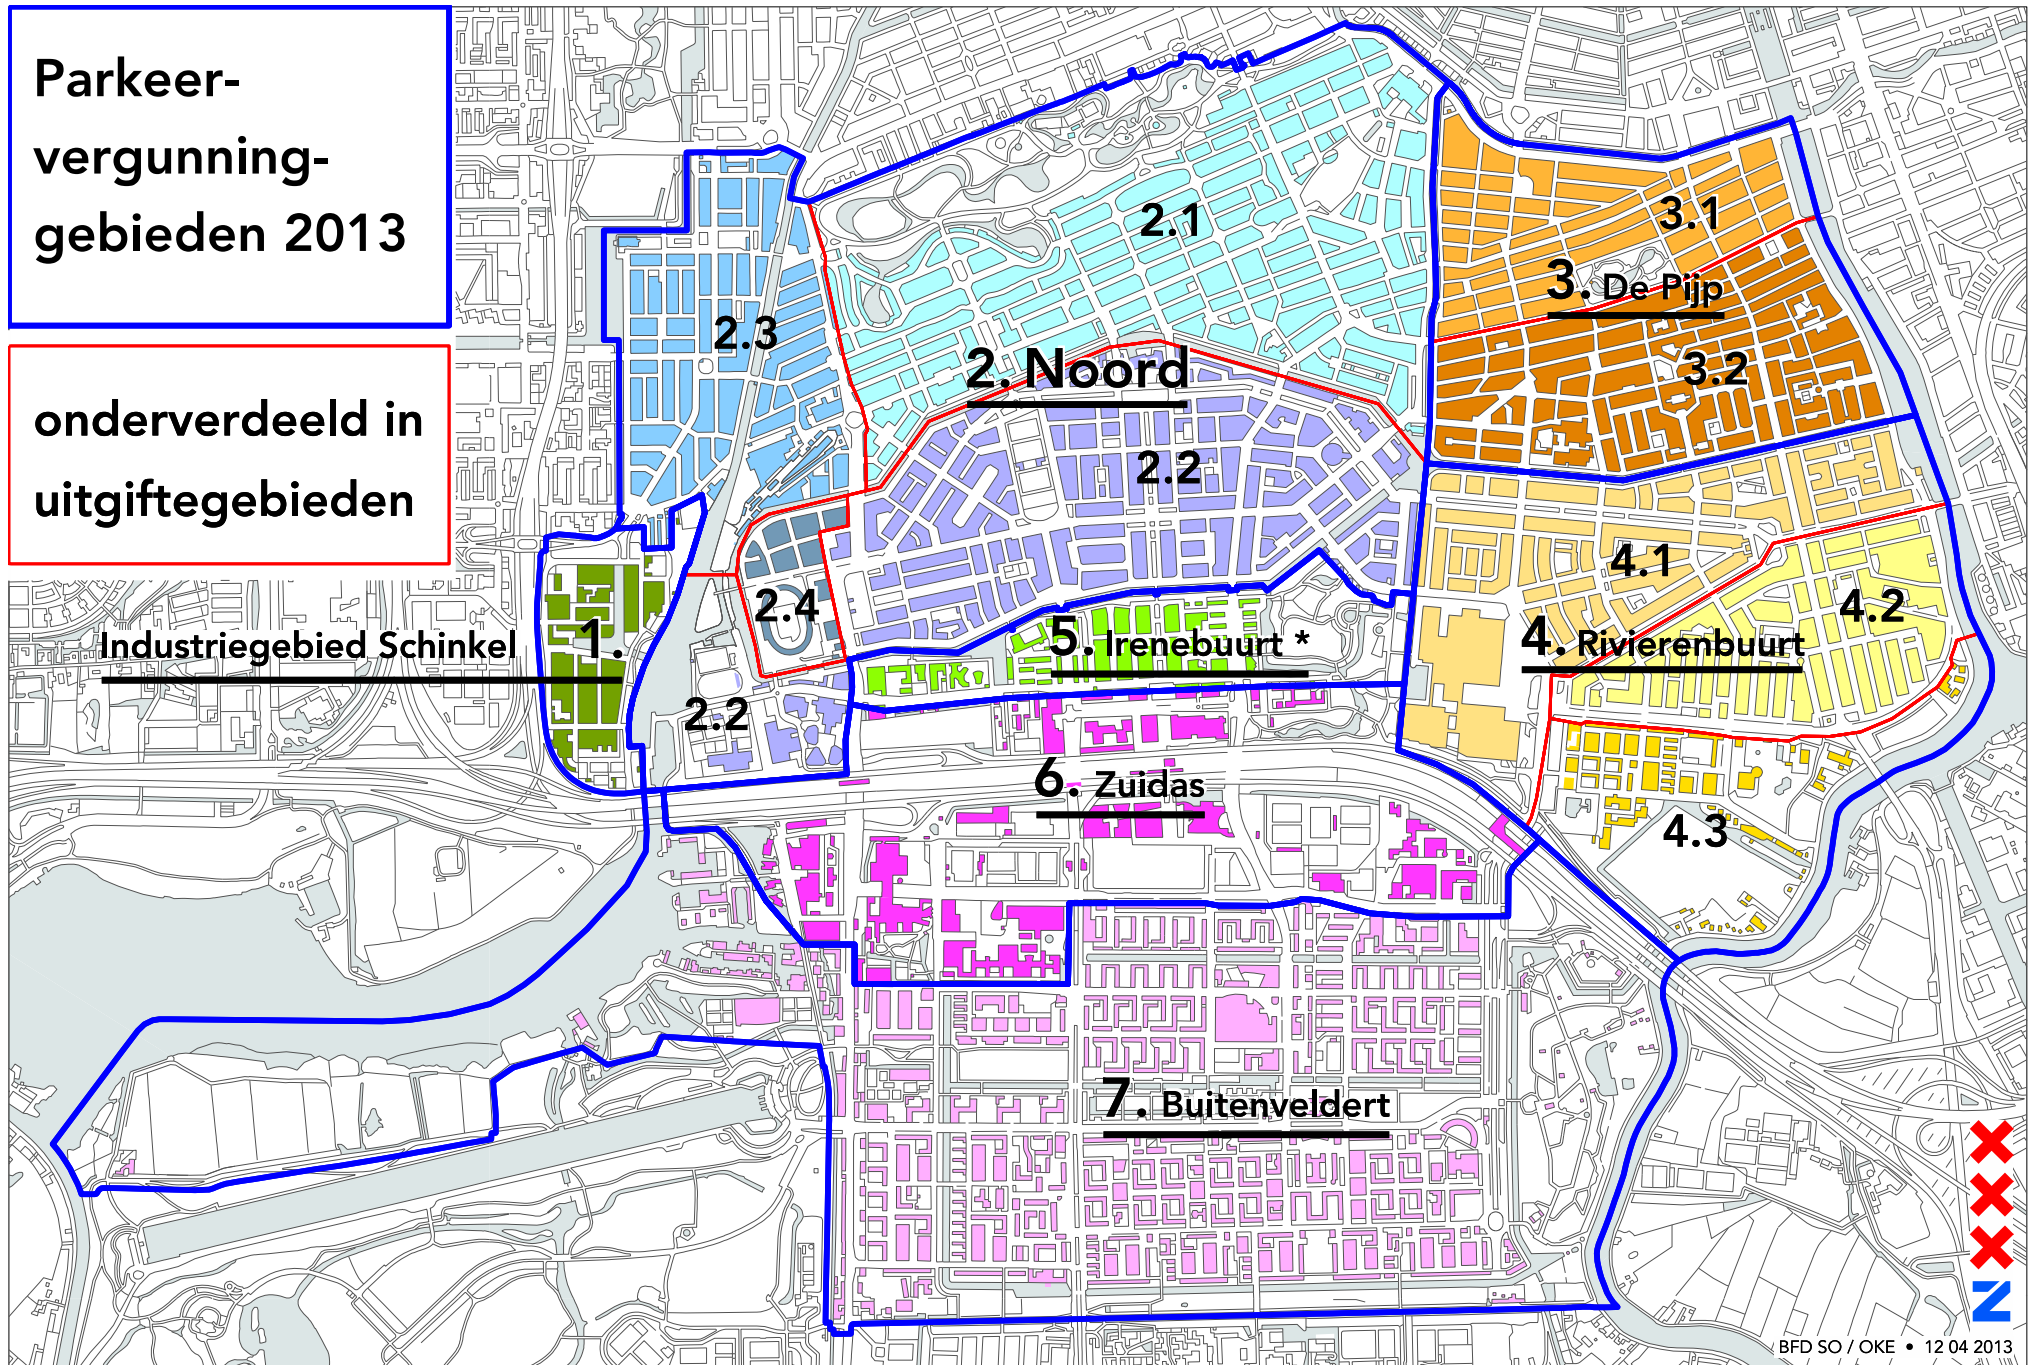 Parkeer-
vergunning-
gebieden 2013
onderverdeeld in
uitgiftegebieden
2.1
3.1
3. De Pijp
2.3
2. Noord
3.2
2.2
4.1
2.4
4.2
1.
Industriegebied Schinkel
5. Irenebuurt *
4. Rivierenbuurt
2.2
6. Zuidas
4.3
7. Buitenveldert
BFD SO / OKE • 12 04 2013